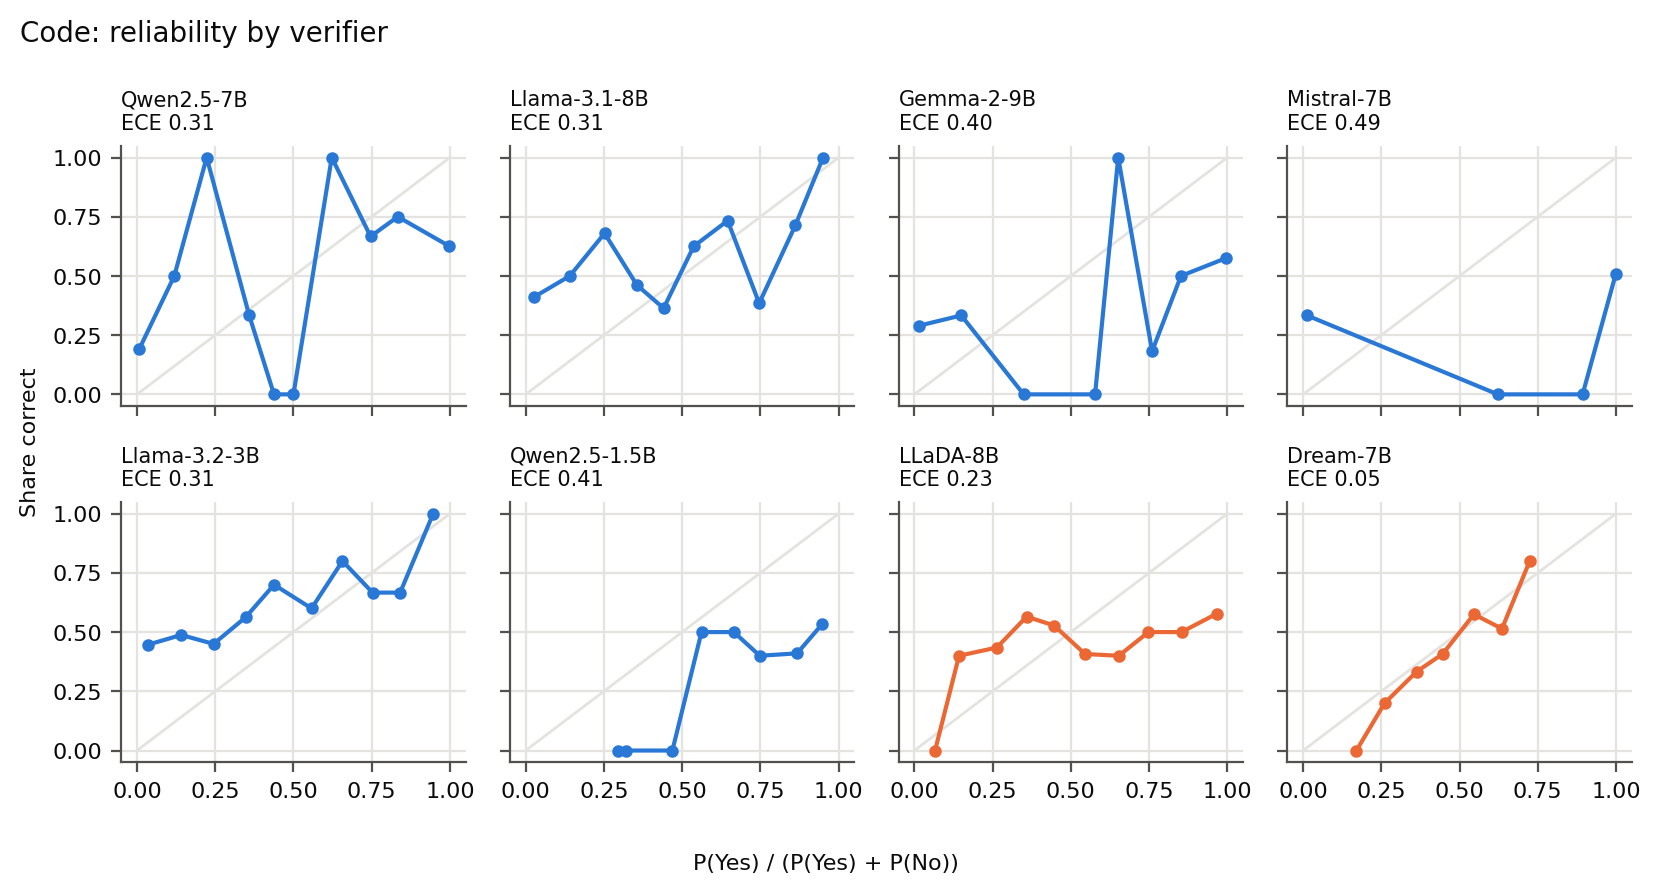 Code: reliability by verifier
Qwen2.5-7B
ECE 0.31
Llama-3.1-8B
ECE 0.31
Gemma-2-9B
ECE 0.40
Mistral-7B
ECE 0.49
1.00
0.75
0.50
0.25
0.00
Share correct
Llama-3.2-3B
ECE 0.31
Qwen2.5-1.5B
ECE 0.41
LLaDA-8B
ECE 0.23
Dream-7B
ECE 0.05
1.00
0.75
0.50
0.25
0.00
0.00 0.25 0.50 0.75 1.00
0.00 0.25 0.50 0.75 1.00
0.00 0.25 0.50 0.75 1.00
0.00 0.25 0.50 0.75 1.00
P(Yes) / (P(Yes) + P(No))